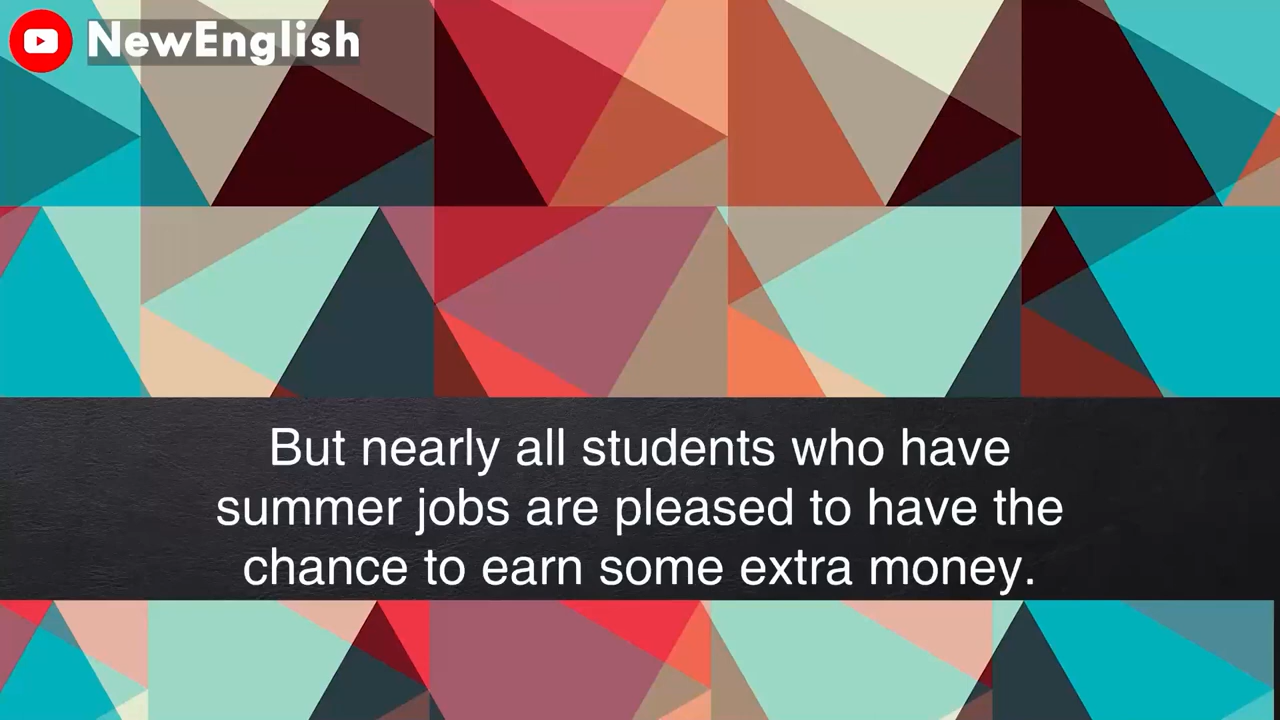 NewEnglish
But nearly all students who have
summer jobs are pleased to have the
chance to earn some extra money.